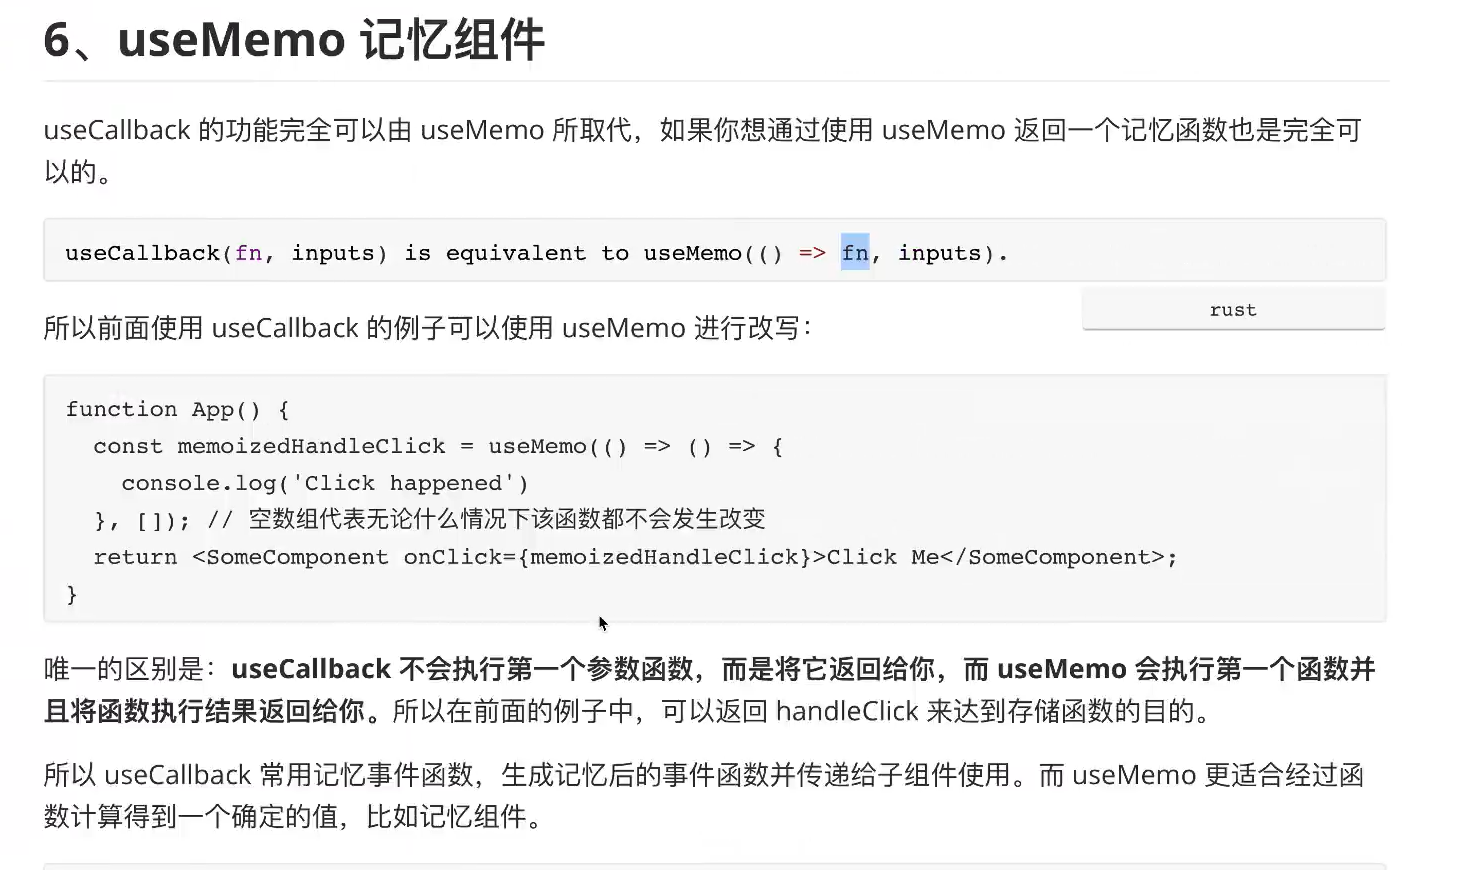 6、useMemo 记忆组件
useCallback 的功能完全可以由 useMemo 所取代，如果你想通过使用 useMemo 返回一个记忆函数也是完全可
以的。
useCallback(fn, inputs) is equivalent to useMemo(() => fn, inputs).
rust
所以前面使用 useCallback 的例子可以使用 useMemo 进行改写：
function App() {
  const memoizedHandleClick = useMemo(() => () => {
    console.log('Click happened')
  }, []); // 空数组代表无论什么情况下该函数都不会发生改变
  return <SomeComponent onClick={memoizedHandleClick}>Click Me</SomeComponent>;
}
唯一的区别是：useCallback 不会执行第一个参数函数，而是将它返回给你，而 useMemo 会执行第一个函数并
且将函数执行结果返回给你。所以在前面的例子中，可以返回 handleClick 来达到存储函数的目的。
所以 useCallback 常用记忆事件函数，生成记忆后的事件函数并传递给子组件使用。而 useMemo 更适合经过函
数计算得到一个确定的值，比如记忆组件。